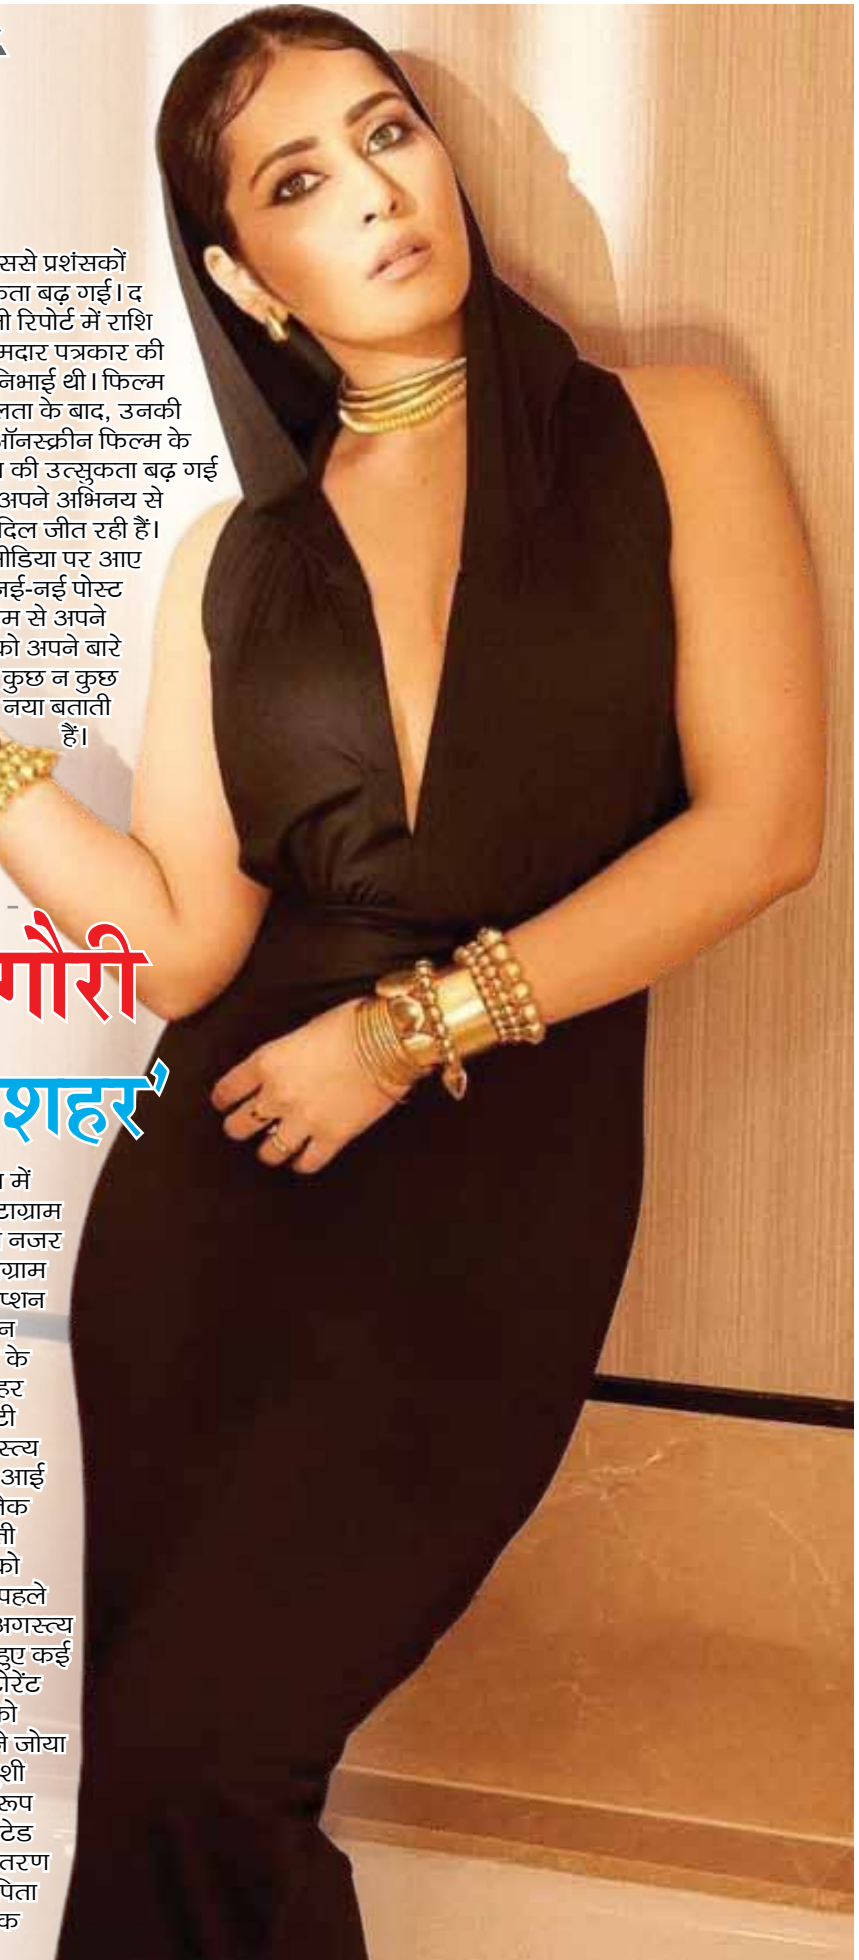 ससे प्रशंसकों
कता बढ़ गई। द
रिपोर्ट में राशि
मदार पत्रकार की
निभाई थी। फिल्म
लता के बाद, उनकी
ऑनस्क्रीन फिल्म के
की उत्सुकता बढ़ गई
अपने अभिनय से
दिल जीत रही हैं।
मीडिया पर आए
नई-नई पोस्ट
म से अपने
को अपने बारे
कुछ न कुछ
नया बताती
हैं।
गौरी
शहर’
में
टाग्राम
नजर
ग्राम
प्शन
न
के
हर
टी
स्त्य
आई
नेक
ती
को
पहले
अगस्त्य
हुए कई
टोरेंट
को
ने जोया
शी
रूप
टेड
तरण
पिता
क